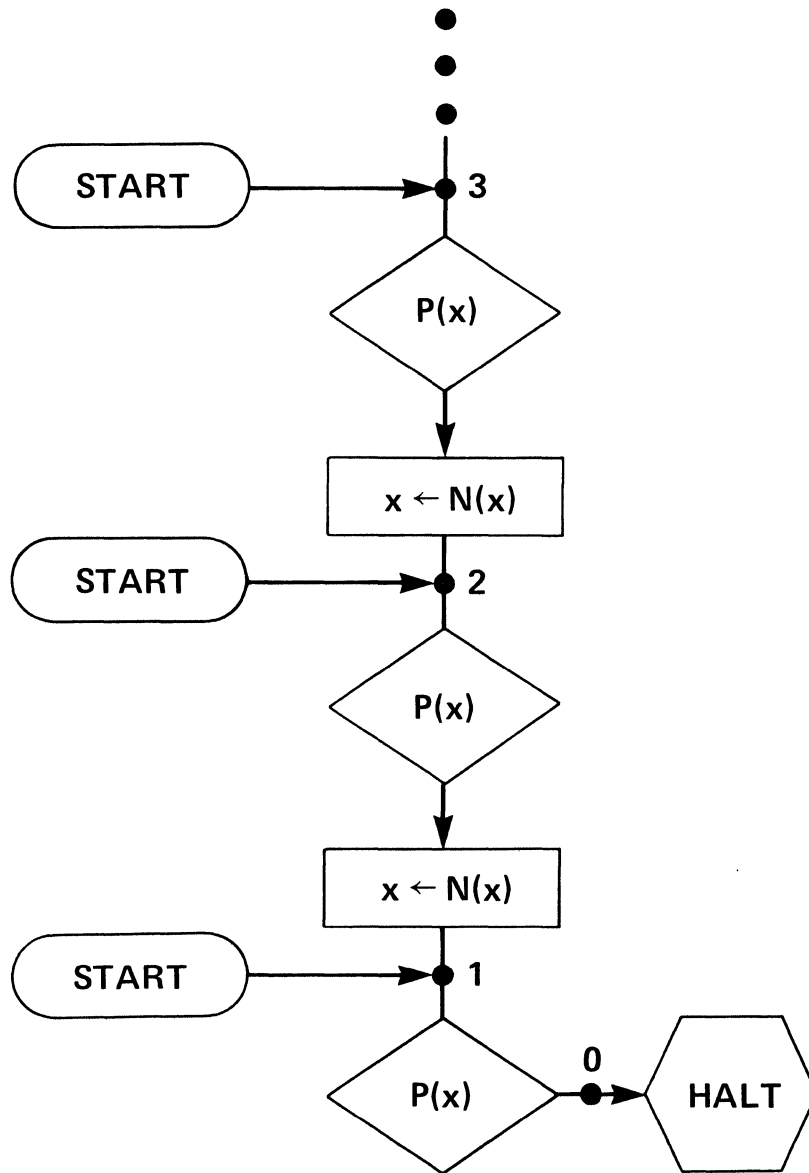 START
3
P(x)
x ← N(x)
START
2
P(x)
x ← N(x)
START
1
P(x)
0
HALT